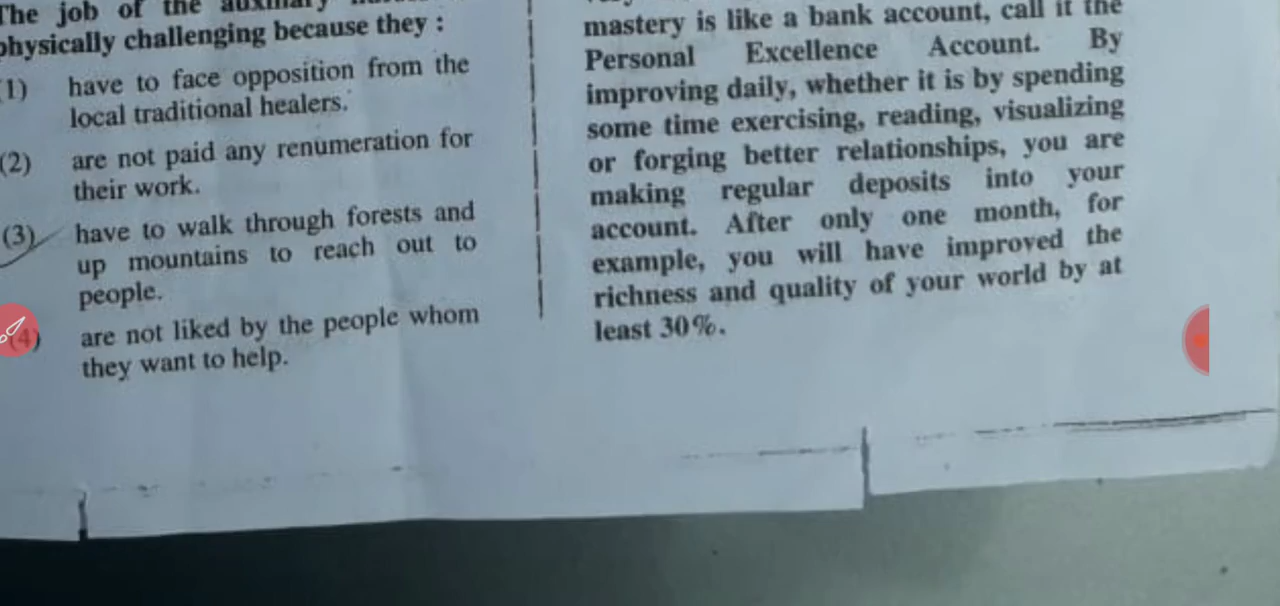 The job of the auxiliary
physically challenging because they :
(1) have to face opposition from the
local traditional healers.
(2) are not paid any renumeration for
their work.
(3) have to walk through forests and
up mountains to reach out to
people.
(4) are not liked by the people whom
they want to help.
mastery is like a bank account, call it the
Personal Excellence Account. By
improving daily, whether it is by spending
some time exercising, reading, visualizing
or forging better relationships, you are
making regular deposits into your
account. After only one month, for
example, you will have improved the
richness and quality of your world by at
least 30%.